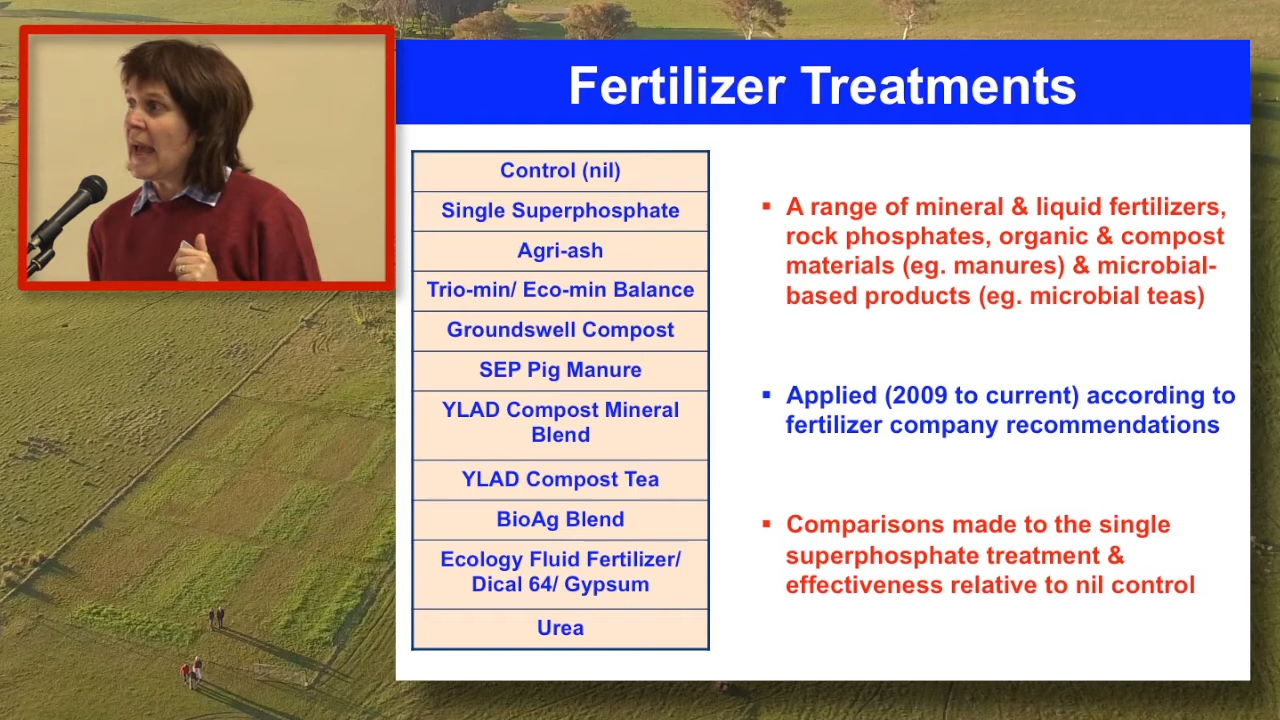 Fertilizer Treatments
Control (nil)
Single Superphosphate
Agri-ash
Trio-min/ Eco-min Balance
Groundswell Compost
SEP Pig Manure
YLAD Compost Mineral
Blend
YLAD Compost Tea
BioAg Blend
Ecology Fluid Fertilizer/
Dical 64/ Gypsum
Urea
▪ A range of mineral & liquid fertilizers,
rock phosphates, organic & compost
materials (eg. manures) & microbial-
based products (eg. microbial teas)
▪ Applied (2009 to current) according to
fertilizer company recommendations
▪ Comparisons made to the single
superphosphate treatment &
effectiveness relative to nil control